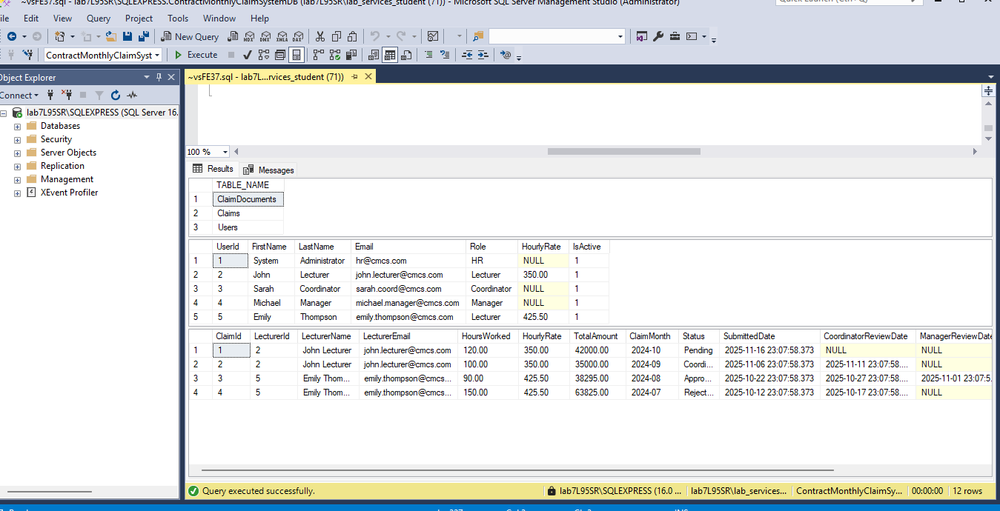 ~vsFE37.sql - lab7L95SR\SQLEXPRESS.ContractMonthlyClaimSystemDB (lab7L95SR\lab_services_student (71)) - Microsoft SQL Server Management Studio (Administrator)
Quick Launch (Ctrl+Q)
ile Edit View Query Project Tools Window Help
New Query MDX DMX XMLA DAX
ContractMonthlyClaimSyst Execute
Object Explorer
~vsFE37.sql - lab7L...rvices_student (71))
Connect
lab7L95SR\SQLEXPRESS (SQL Server 16.
Databases
Security
Server Objects
Replication
Management
XEvent Profiler
100 %
Results Messages
TABLE_NAME
1 ClaimDocuments
2 Claims
3 Users
UserId FirstName LastName Email Role HourlyRate IsActive
1 1 System Administrator hr@cmcs.com HR NULL 1
2 2 John Lecturer john.lecturer@cmcs.com Lecturer 350.00 1
3 3 Sarah Coordinator sarah.coord@cmcs.com Coordinator NULL 1
4 4 Michael Manager michael.manager@cmcs.com Manager NULL 1
5 5 Emily Thompson emily.thompson@cmcs.com Lecturer 425.50 1
ClaimId LecturerId LecturerName LecturerEmail HoursWorked HourlyRate TotalAmount ClaimMonth Status SubmittedDate CoordinatorReviewDate ManagerReviewDate
1 1 2 John Lecturer john.lecturer@cmcs.com 120.00 350.00 42000.00 2024-10 Pending 2025-11-16 23:07:58.373 NULL NULL
2 2 2 John Lecturer john.lecturer@cmcs.com 100.00 350.00 35000.00 2024-09 Coordi... 2025-11-06 23:07:58.373 2025-11-11 23:07:58.... NULL
3 3 5 Emily Thom... emily.thompson@cmcs... 90.00 425.50 38295.00 2024-08 Appro... 2025-10-22 23:07:58.373 2025-10-27 23:07:58.... 2025-11-01 23:07:5.
4 4 5 Emily Thom... emily.thompson@cmcs... 150.00 425.50 63825.00 2024-07 Reject... 2025-10-12 23:07:58.373 2025-10-17 23:07:58.... NULL
Query executed successfully. lab7L95SR\SQLEXPRESS (16.0 ... lab7L95SR\lab_services... ContractMonthlyClaimSy... 00:00:00 12 rows